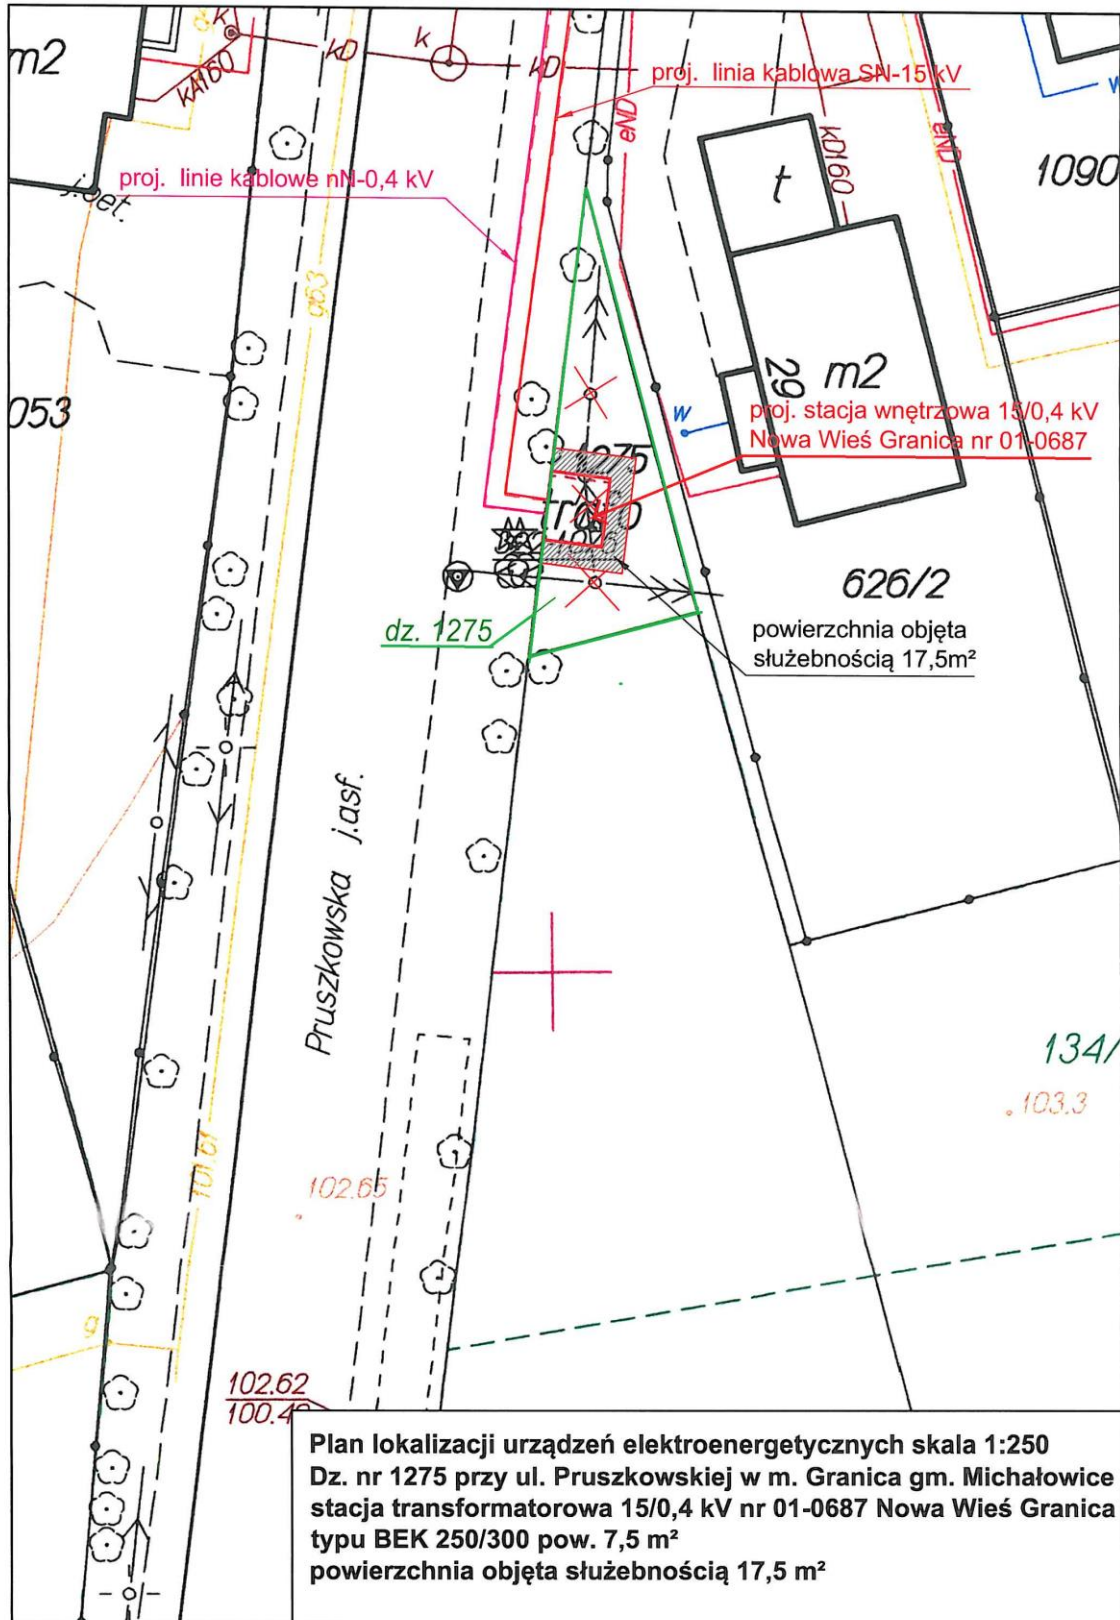 m2
k
kD
k
kD
kA160
proj. linia kablowa SN-15 kV
eND
kD160
eND
w
1090
t
proj. linie kablowe nN-0,4 kV
g63
053
29
m2
w
proj. stacja wnętrzowa 15/0,4 kV
Nowa Wieś Granica nr 01-0687
1275
626/2
dz. 1275
powierzchnia objęta
służebnością 17,5m²
Pruszkowska j.asf.
134/
103.3
101.61
102.65
g
102.62
Plan lokalizacji urządzeń elektroenergetycznych skala 1:250
Dz. nr 1275 przy ul. Pruszkowskiej w m. Granica gm. Michałowice
stacja transformatorowa 15/0,4 kV nr 01-0687 Nowa Wieś Granica
typu BEK 250/300 pow. 7,5 m²
powierzchnia objęta służebnością 17,5 m²